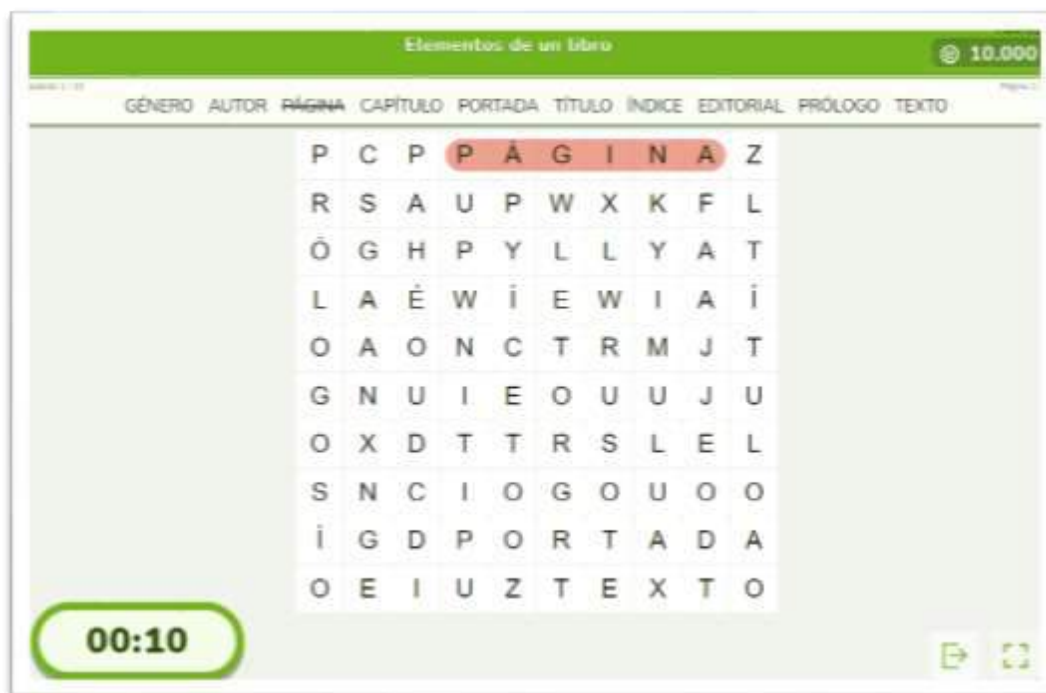 Elementos de un libro
10.000
GÉNERO AUTOR PÁGINA CAPÍTULO PORTADA TÍTULO ÍNDICE EDITORIAL PRÓLOGO TEXTO
P C P P Á G I N A Z
R S A U P W X K F L
Ó G H P Y L L Y A T
L A É W Í E W I A Í
O A O N C T R M J T
G N U I E O U U J U
O X D T T R S L E L
S N C I O G O U O O
Í G D P O R T A D A
O E I U Z T E X T O
00:10